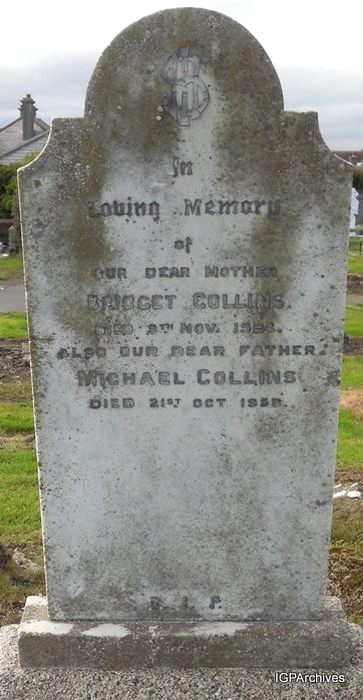 IHS
In
Loving Memory
of
OUR DEAR MOTHER
BRIDGET COLLINS
DIED 9TH NOV.
ALSO OUR DEAR FATHER
MICHAEL COLLINS
DIED 21ST OCT 1958.
R.I.P.
IGPArchives